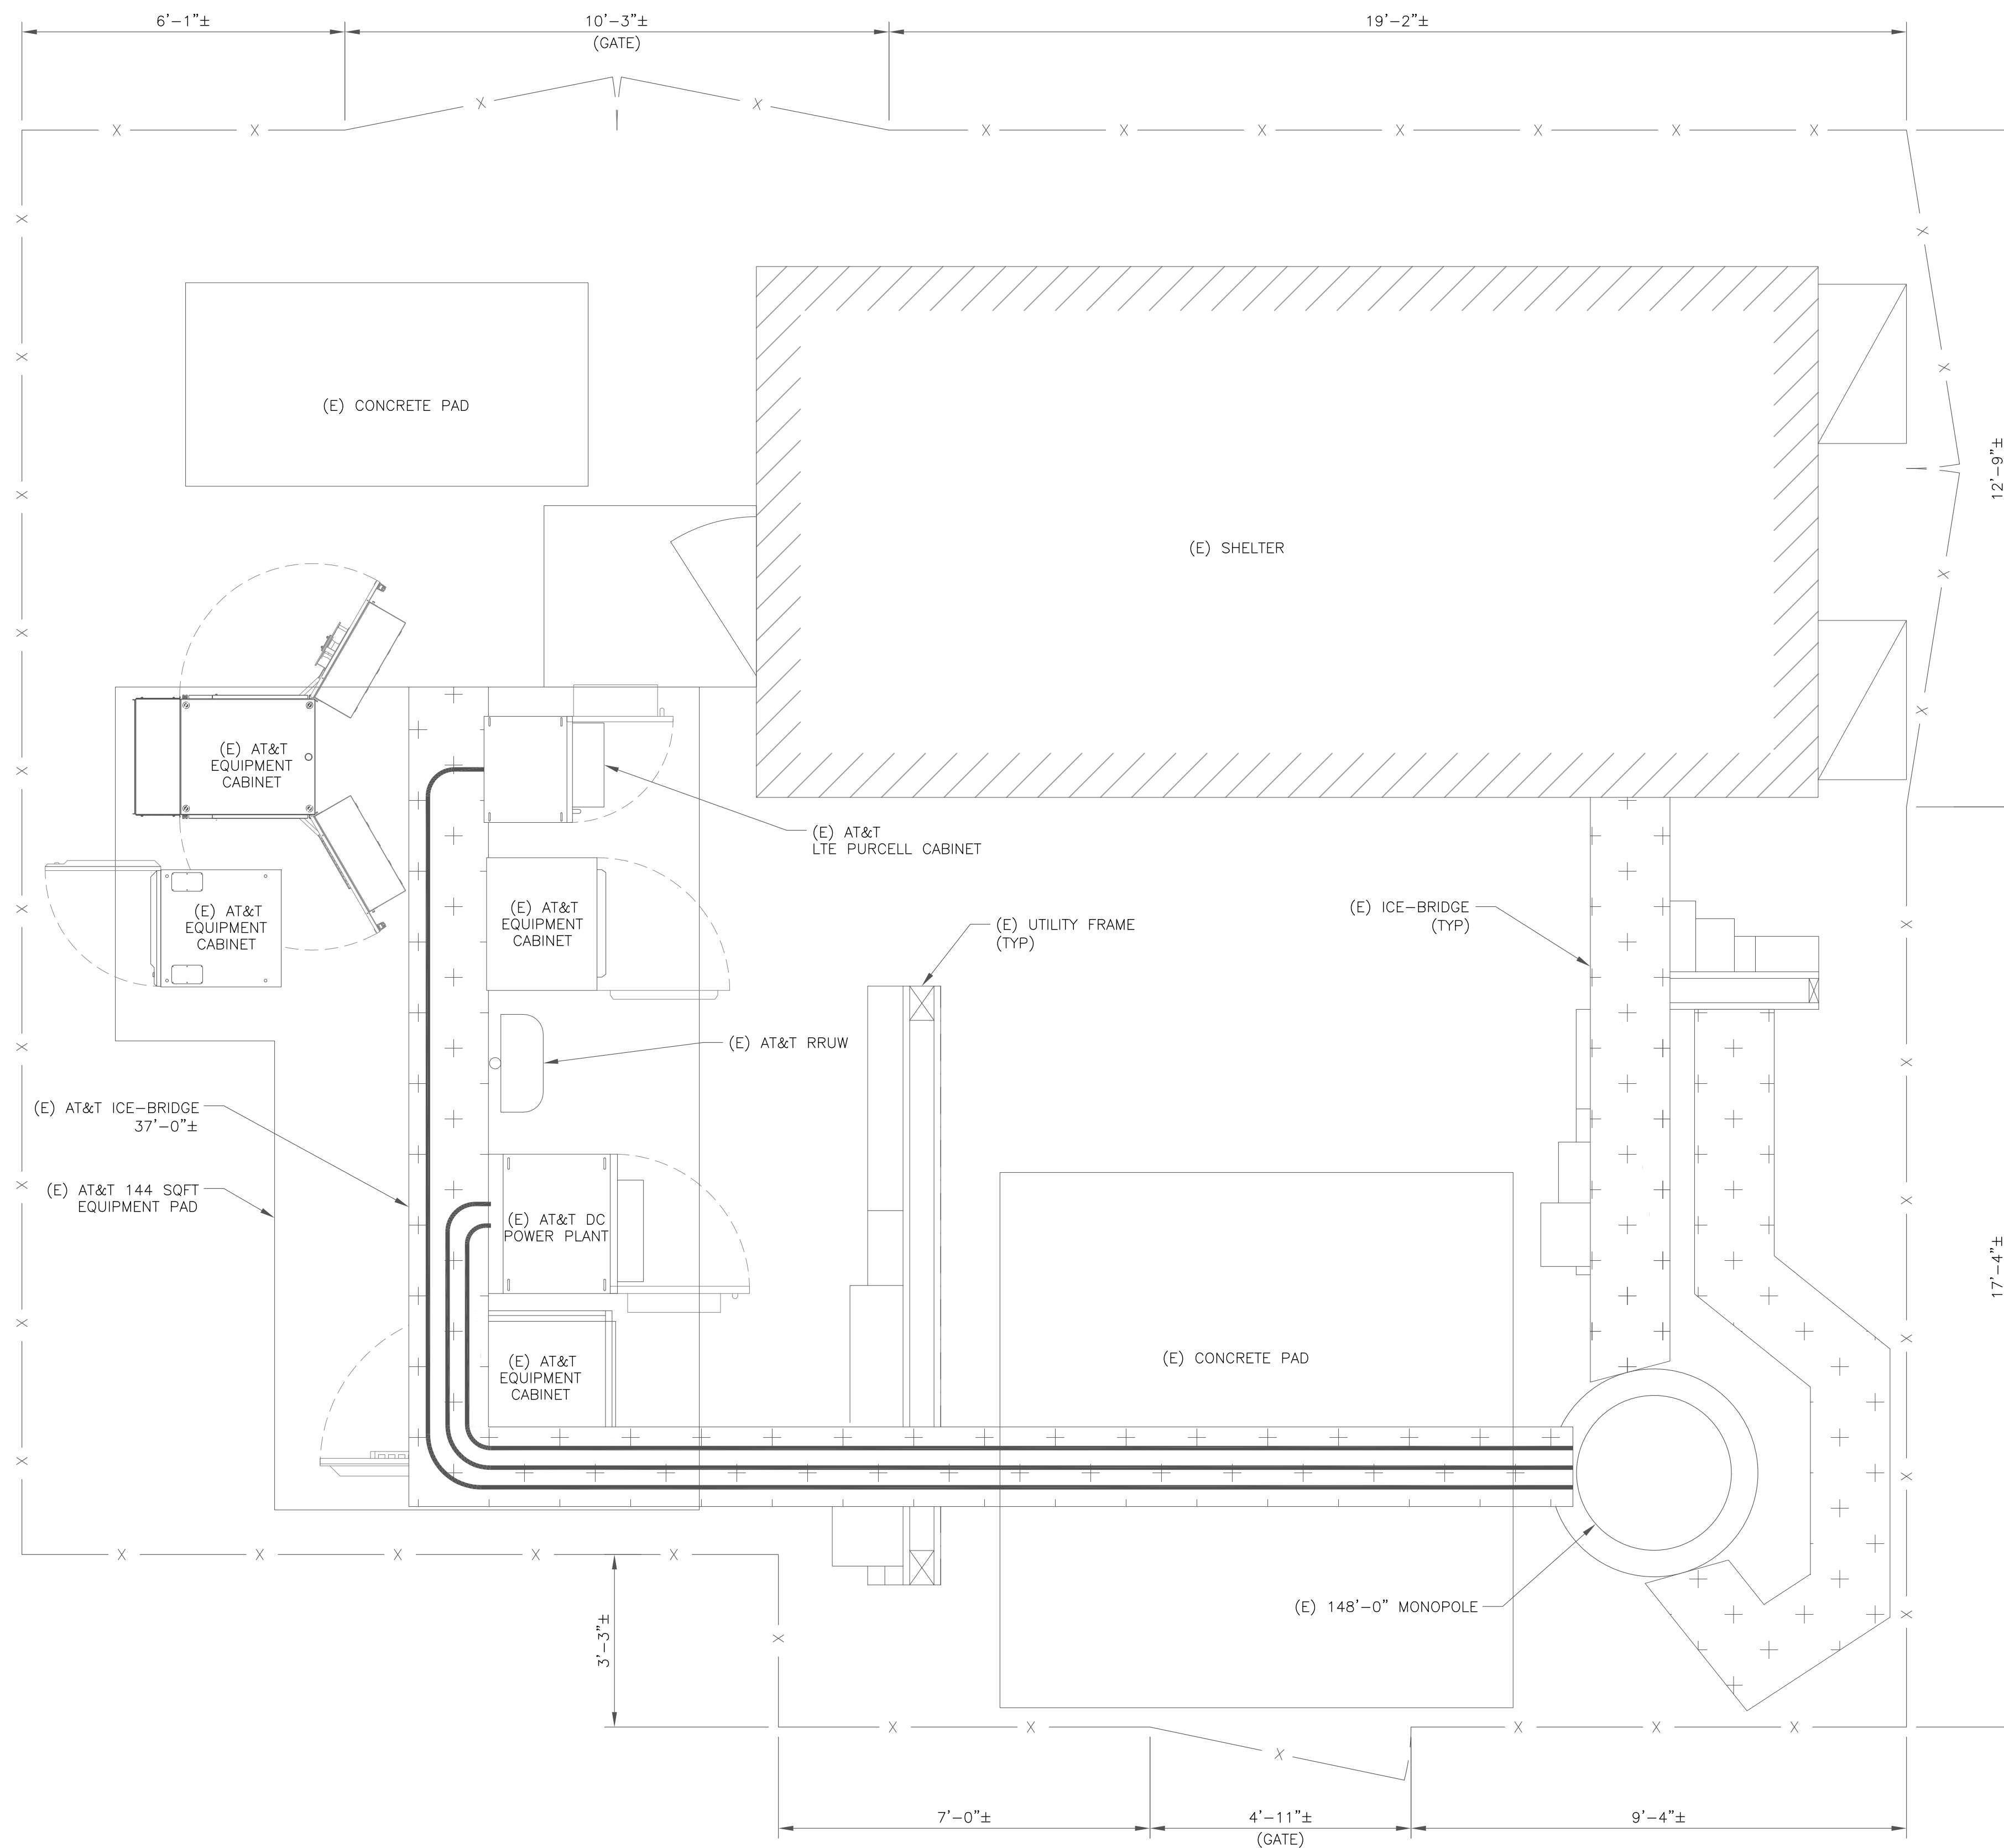 6'-1"±
10'-3"±
(GATE)
19'-2"±
12'-9"±
(E) CONCRETE PAD
(E) SHELTER
(E) AT&T
EQUIPMENT
CABINET
(E) AT&T
LTE PURCELL CABINET
(E) AT&T
EQUIPMENT
CABINET
(E) AT&T
EQUIPMENT
CABINET
(E) UTILITY FRAME
(TYP)
(E) ICE-BRIDGE
(TYP)
(E) AT&T RRUW
(E) AT&T ICE-BRIDGE
37'-0"±
(E) AT&T 144 SQFT
EQUIPMENT PAD
(E) AT&T DC
POWER PLANT
17'-4"±
(E) AT&T
EQUIPMENT
CABINET
(E) CONCRETE PAD
(E) 148'-0" MONOPOLE
3'-3"±
7'-0"±
4'-11"±
(GATE)
9'-4"±